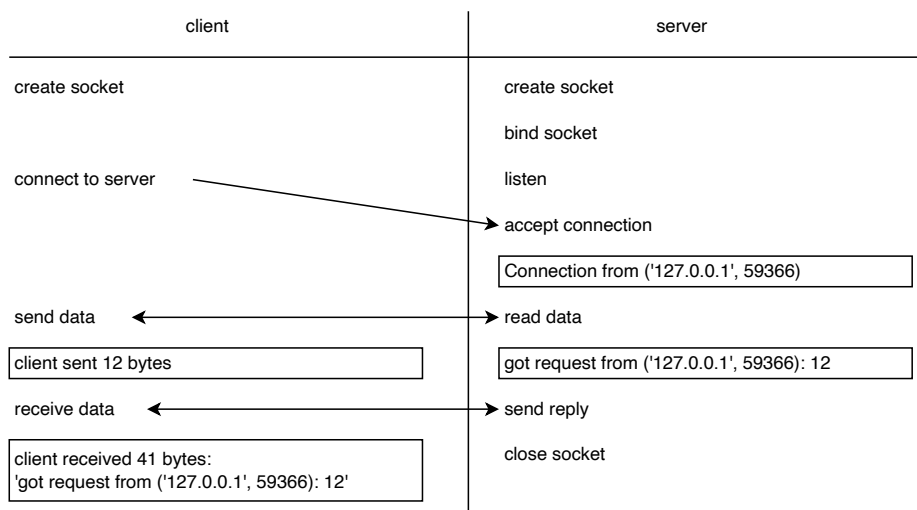 client
server
create socket
create socket
bind socket
connect to server
listen
accept connection
Connection from ('127.0.0.1', 59366)
send data
read data
client sent 12 bytes
got request from ('127.0.0.1', 59366): 12
receive data
send reply
client received 41 bytes:
'got request from ('127.0.0.1', 59366): 12'
close socket